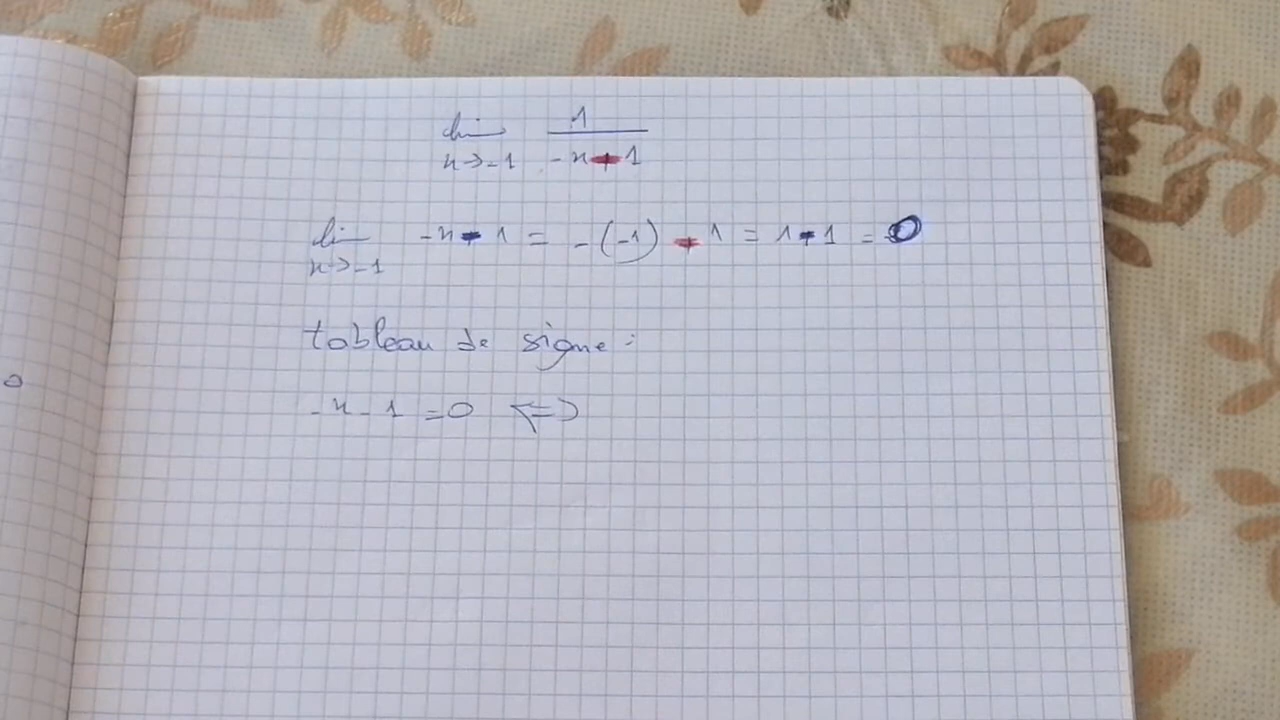 lim 1
x→-1 -x-1
lim -x-1 = -(-1)-1 = 1-1 = 0
x→-1
tableau de signe :
-x-1 = 0 <=>